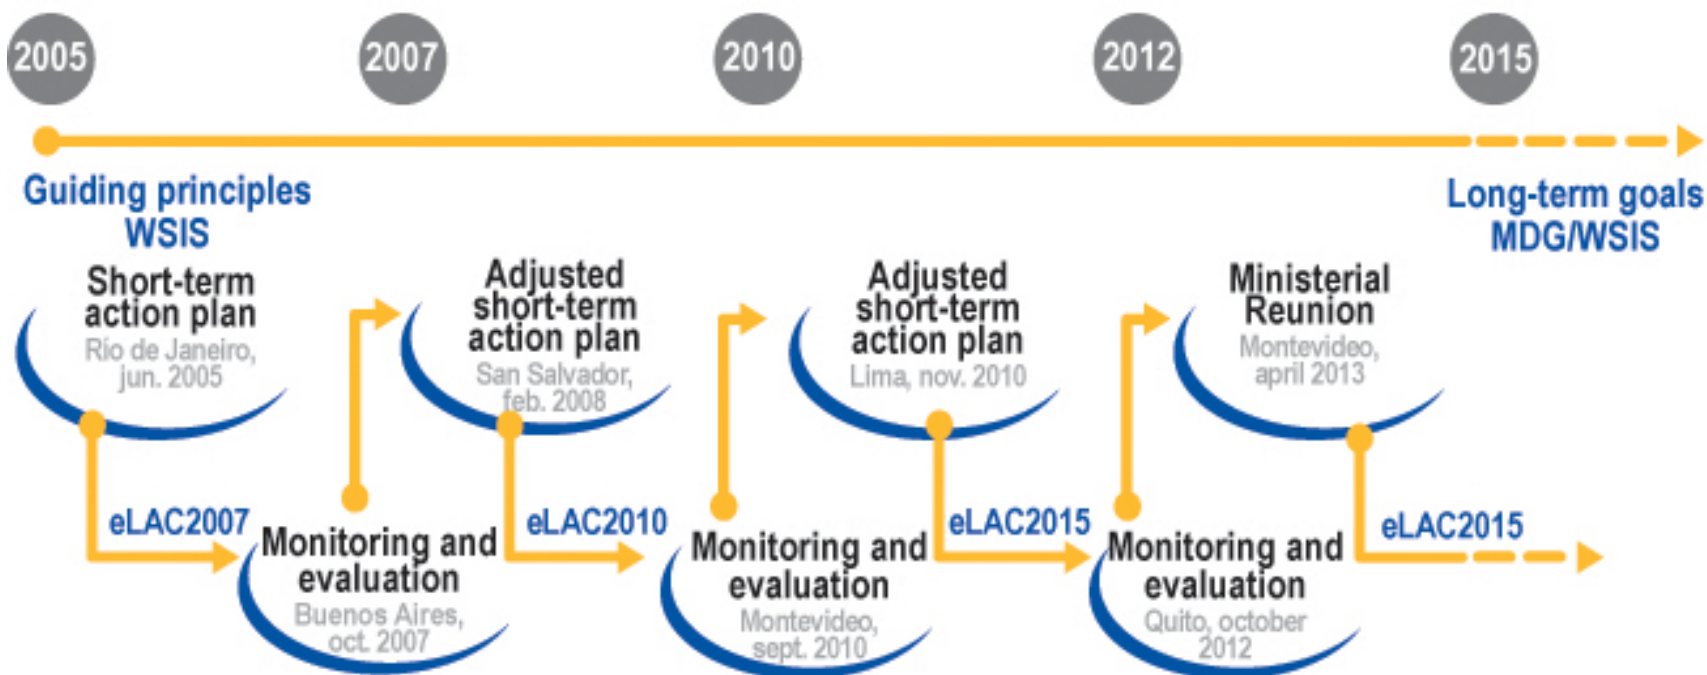 2005
2007
2010
2012
2015
Guiding principles
WSIS
Long-term goals
MDG/WSIS
Short-term
action plan
Rio de Janeiro,
jun. 2005
Adjusted
short-term
action plan
San Salvador,
feb. 2008
Adjusted
short-term
action plan
Lima, nov. 2010
Ministerial
Reunion
Montevideo,
april 2013
eLAC2007
eLAC2010
eLAC2015
eLAC2015
Monitoring and
evaluation
Buenos Aires,
oct. 2007
Monitoring and
evaluation
Montevideo,
sept. 2010
Monitoring and
evaluation
Quito, october
2012